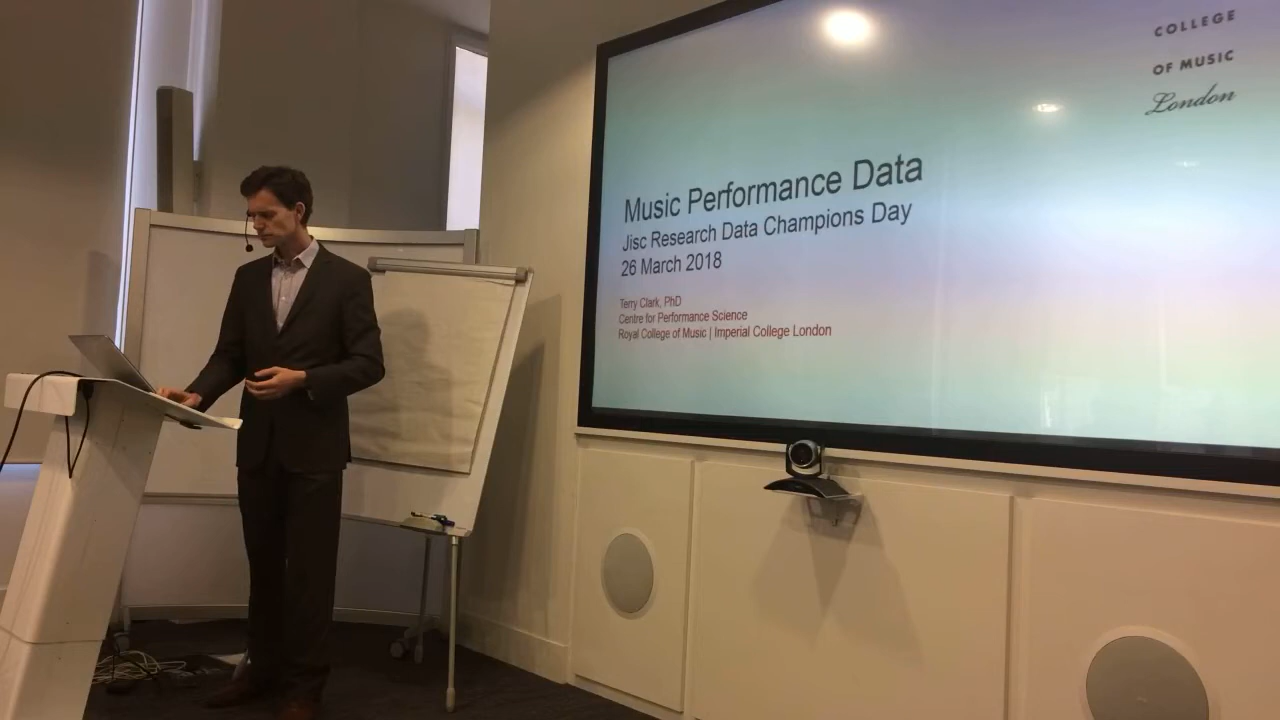 COLLEGE
OF MUSIC
London
Music Performance Data
Jisc Research Data Champions Day
26 March 2018
Terry Clark, PhD
Centre for Performance Science
Royal College of Music | Imperial College London